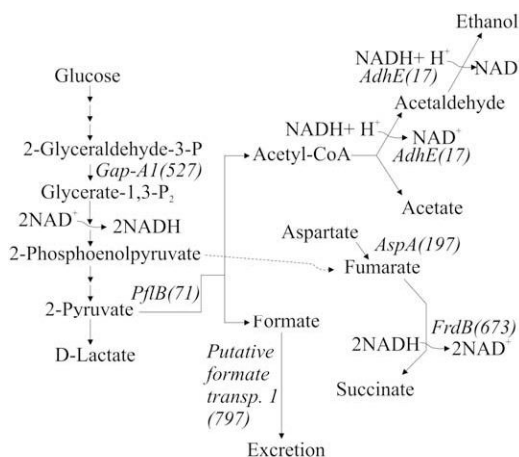 Ethanol
NADH+ H⁺
AdhE(17)
NAD
Glucose
Acetaldehyde
2-Glyceraldehyde-3-P
Gap-A1(527)
NADH+ H⁺
NAD⁺
Acetyl-CoA
AdhE(17)
Glycerate-1,3-P₂
2NAD⁺
2NADH
Acetate
Aspartate
AspA(197)
2-Phosphoenolpyruvate
Fumarate
PflB(71)
2-Pyruvate
Formate
FrdB(673)
2NADH
2NAD⁺
D-Lactate
Putative
formate
transp. 1
(797)
Succinate
Excretion